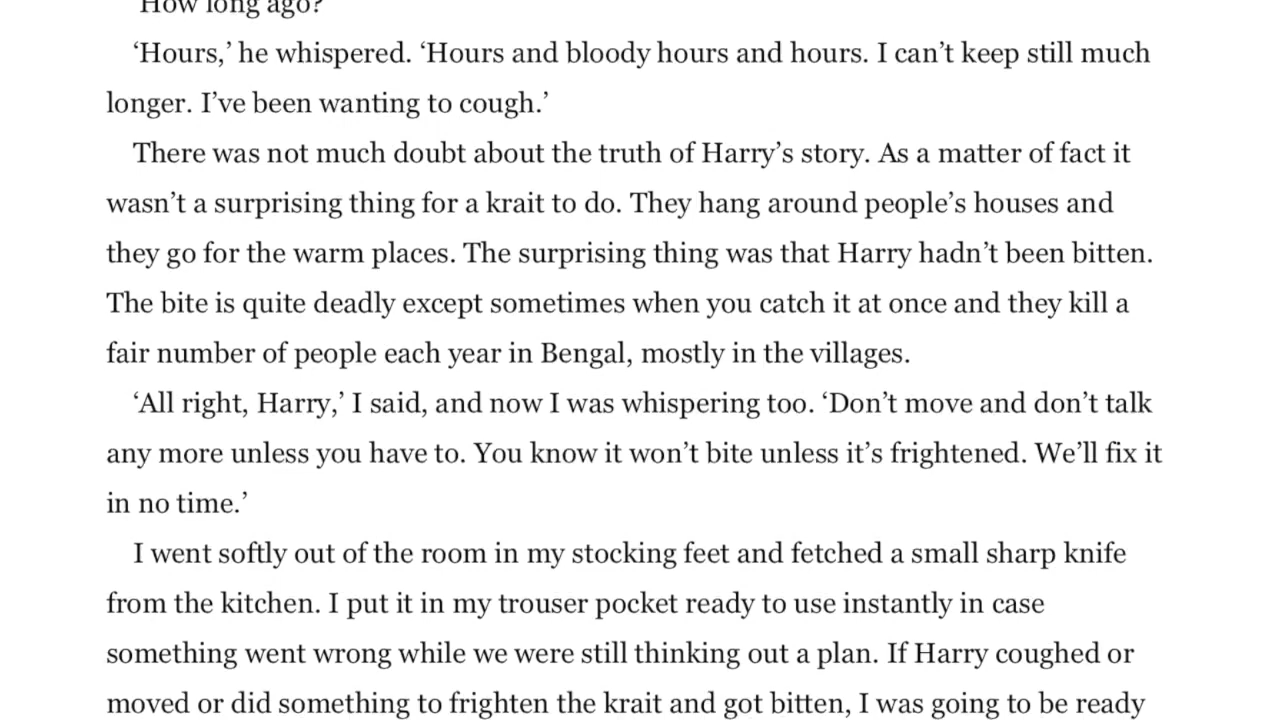 ‘How long ago?’
‘Hours,’ he whispered. ‘Hours and bloody hours and hours. I can’t keep still much
longer. I’ve been wanting to cough.’
There was not much doubt about the truth of Harry’s story. As a matter of fact it
wasn’t a surprising thing for a krait to do. They hang around people’s houses and
they go for the warm places. The surprising thing was that Harry hadn’t been bitten.
The bite is quite deadly except sometimes when you catch it at once and they kill a
fair number of people each year in Bengal, mostly in the villages.
‘All right, Harry,’ I said, and now I was whispering too. ‘Don’t move and don’t talk
any more unless you have to. You know it won’t bite unless it’s frightened. We’ll fix it
in no time.’
I went softly out of the room in my stocking feet and fetched a small sharp knife
from the kitchen. I put it in my trouser pocket ready to use instantly in case
something went wrong while we were still thinking out a plan. If Harry coughed or
moved or did something to frighten the krait and got bitten, I was going to be ready